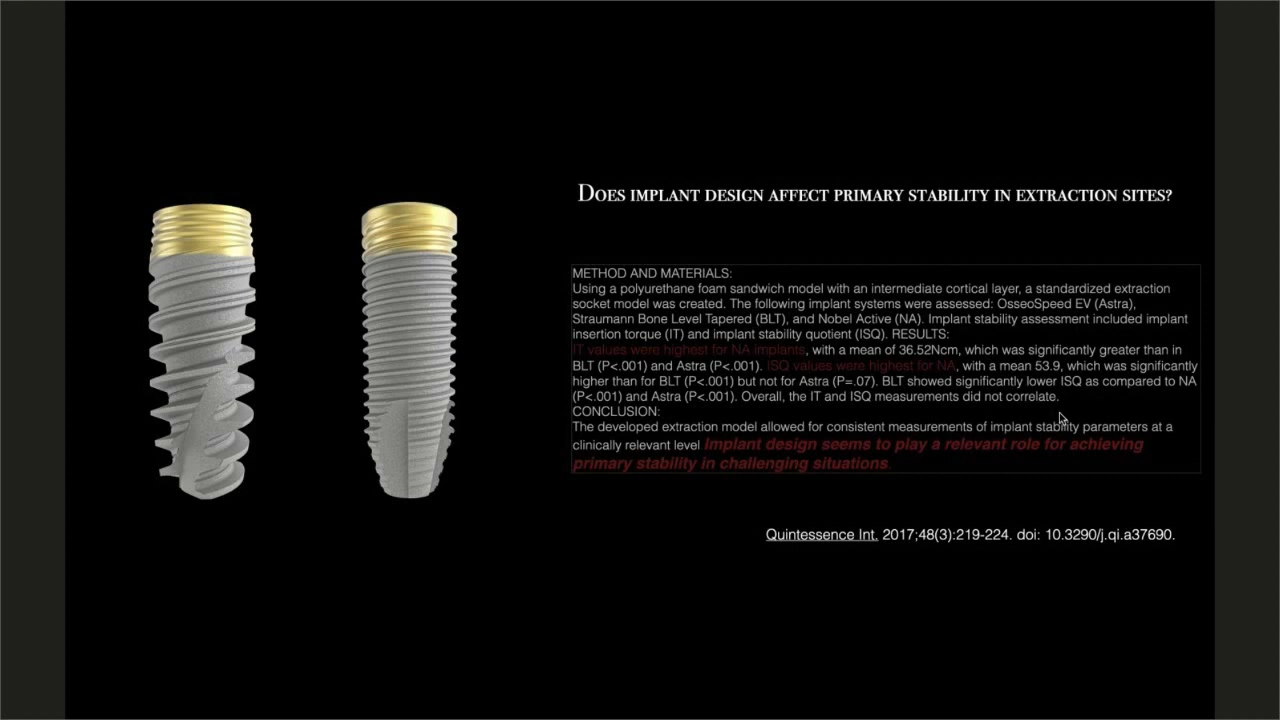 DOES IMPLANT DESIGN AFFECT PRIMARY STABILITY IN EXTRACTION SITES?
METHOD AND MATERIALS:
Using a polyurethane foam sandwich model with an intermediate cortical layer, a standardized extraction
socket model was created. The following implant systems were assessed: OsseoSpeed EV (Astra),
Straumann Bone Level Tapered (BLT), and Nobel Active (NA). Implant stability assessment included implant
insertion torque (IT) and implant stability quotient (ISQ). RESULTS:
IT values were highest for NA implants, with a mean of 36.52Ncm, which was significantly greater than in
BLT (P<.001) and Astra (P<.001). ISQ values were highest for NA, with a mean 53.9, which was significantly
higher than for BLT (P<.001) but not for Astra (P=.07). BLT showed significantly lower ISQ as compared to NA
(P<.001) and Astra (P<.001). Overall, the IT and ISQ measurements did not correlate.
CONCLUSION:
The developed extraction model allowed for consistent measurements of implant stability parameters at a
clinically relevant level Implant design seems to play a relevant role for achieving
primary stability in challenging situations.
Quintessence Int. 2017;48(3):219-224. doi: 10.3290/j.qi.a37690.